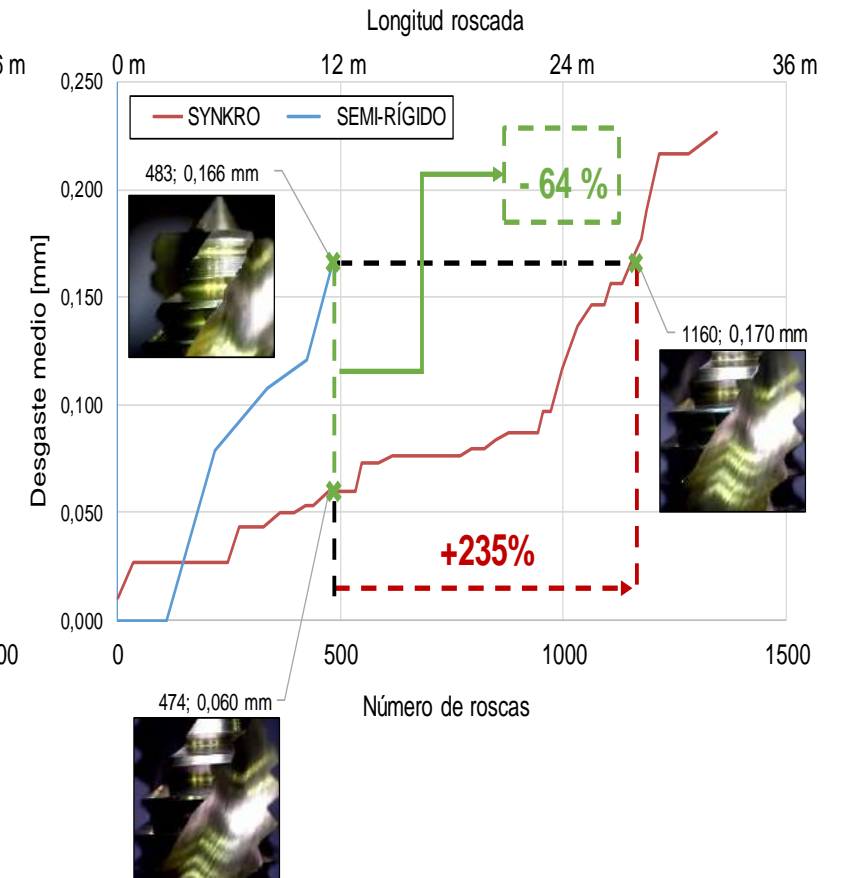 Longitud roscada
6 m
0 m
12 m
24 m
36 m
0,250
0,200
0,150
0,100
0,050
0,000
Desgaste medio [mm]
SYNKRO
SEMI-RÍGIDO
483; 0,166 mm
- 64 %
1160; 0,170 mm
+235%
00
0
500
1000
1500
474; 0,060 mm
Número de roscas